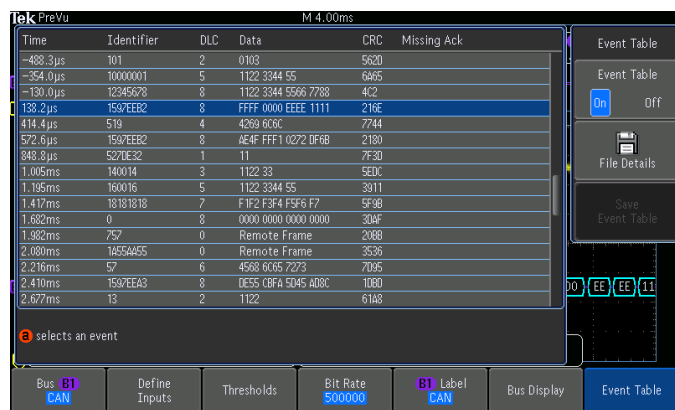 Tek PreVu M 4.00ms
Time Identifier DLC Data CRC Missing Ack
-488.3µs 101 2 0103 562D
-354.0µs 10000001 5 1122 3344 55 6A65
-130.0µs 12345678 8 1122 3344 5566 7788 4C2
138.2µs 1597EEB2 8 FFFF 0000 EEEE 1111 216E
414.4µs 519 4 4269 6C6C 7744
572.6µs 1597EEB2 8 AE4F FFF1 0272 DF6B 2180
848.8µs 527DE32 1 11 7F3D
1.005ms 140014 3 1122 33 5EDC
1.195ms 160016 5 1122 3344 55 3911
1.417ms 18181818 7 F1F2 F3F4 F5F6 F7 5F9B
1.682ms 0 8 0000 0000 0000 0000 3DAF
1.982ms 757 0 Remote Frame 20BB
2.080ms 1A55AA55 0 Remote Frame 3536
2.216ms 57 6 4568 6C65 7273 7D95
2.410ms 1597EEA3 8 DE55 CBFA 5D45 AD8C 1DBD
2.677ms 13 2 1122 61A8
a selects an event
Event Table
Event Table
On Off
File Details
Save
Event Table
EE EE 11
Bus B1
CAN
Define
Inputs
Thresholds
Bit Rate
500000
B1 Label
CAN
Bus Display
Event Table